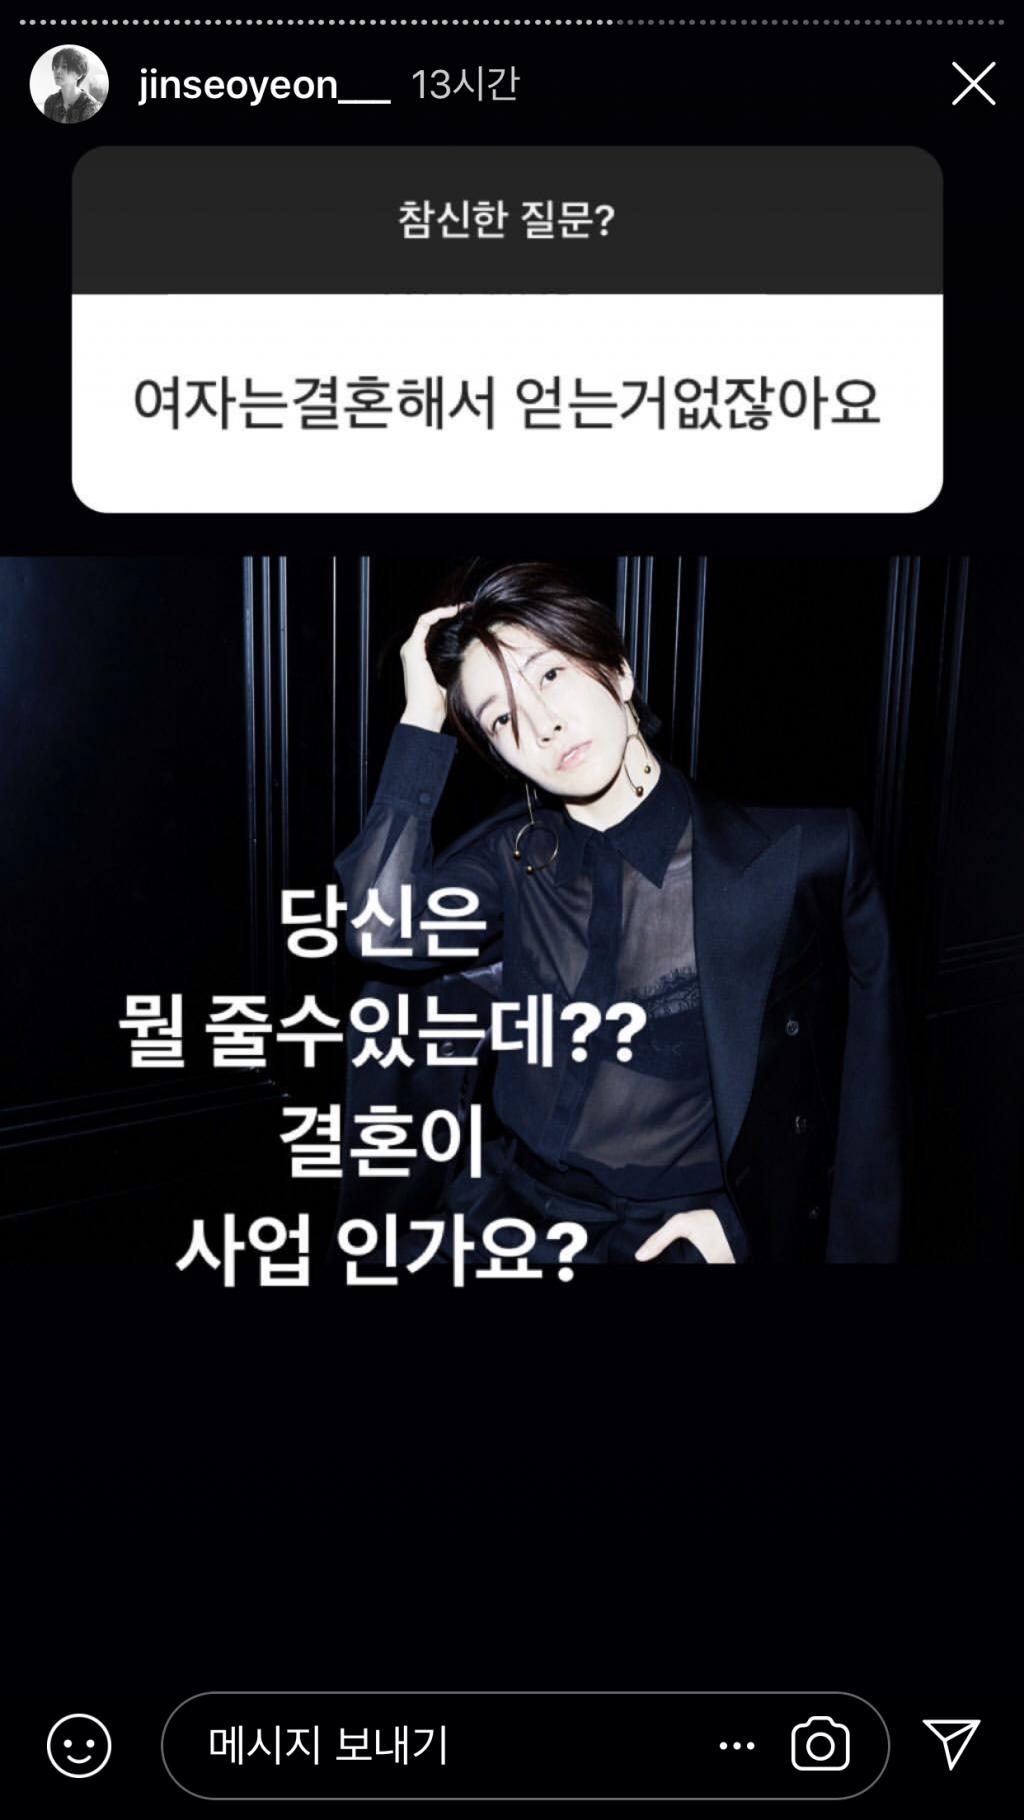 jinseoyeon___ 13시간
참신한 질문?
여자는결혼해서 얻는거없잖아요
당신은
뭘 줄수있는데??
결혼이
사업 인가요?
메시지 보내기